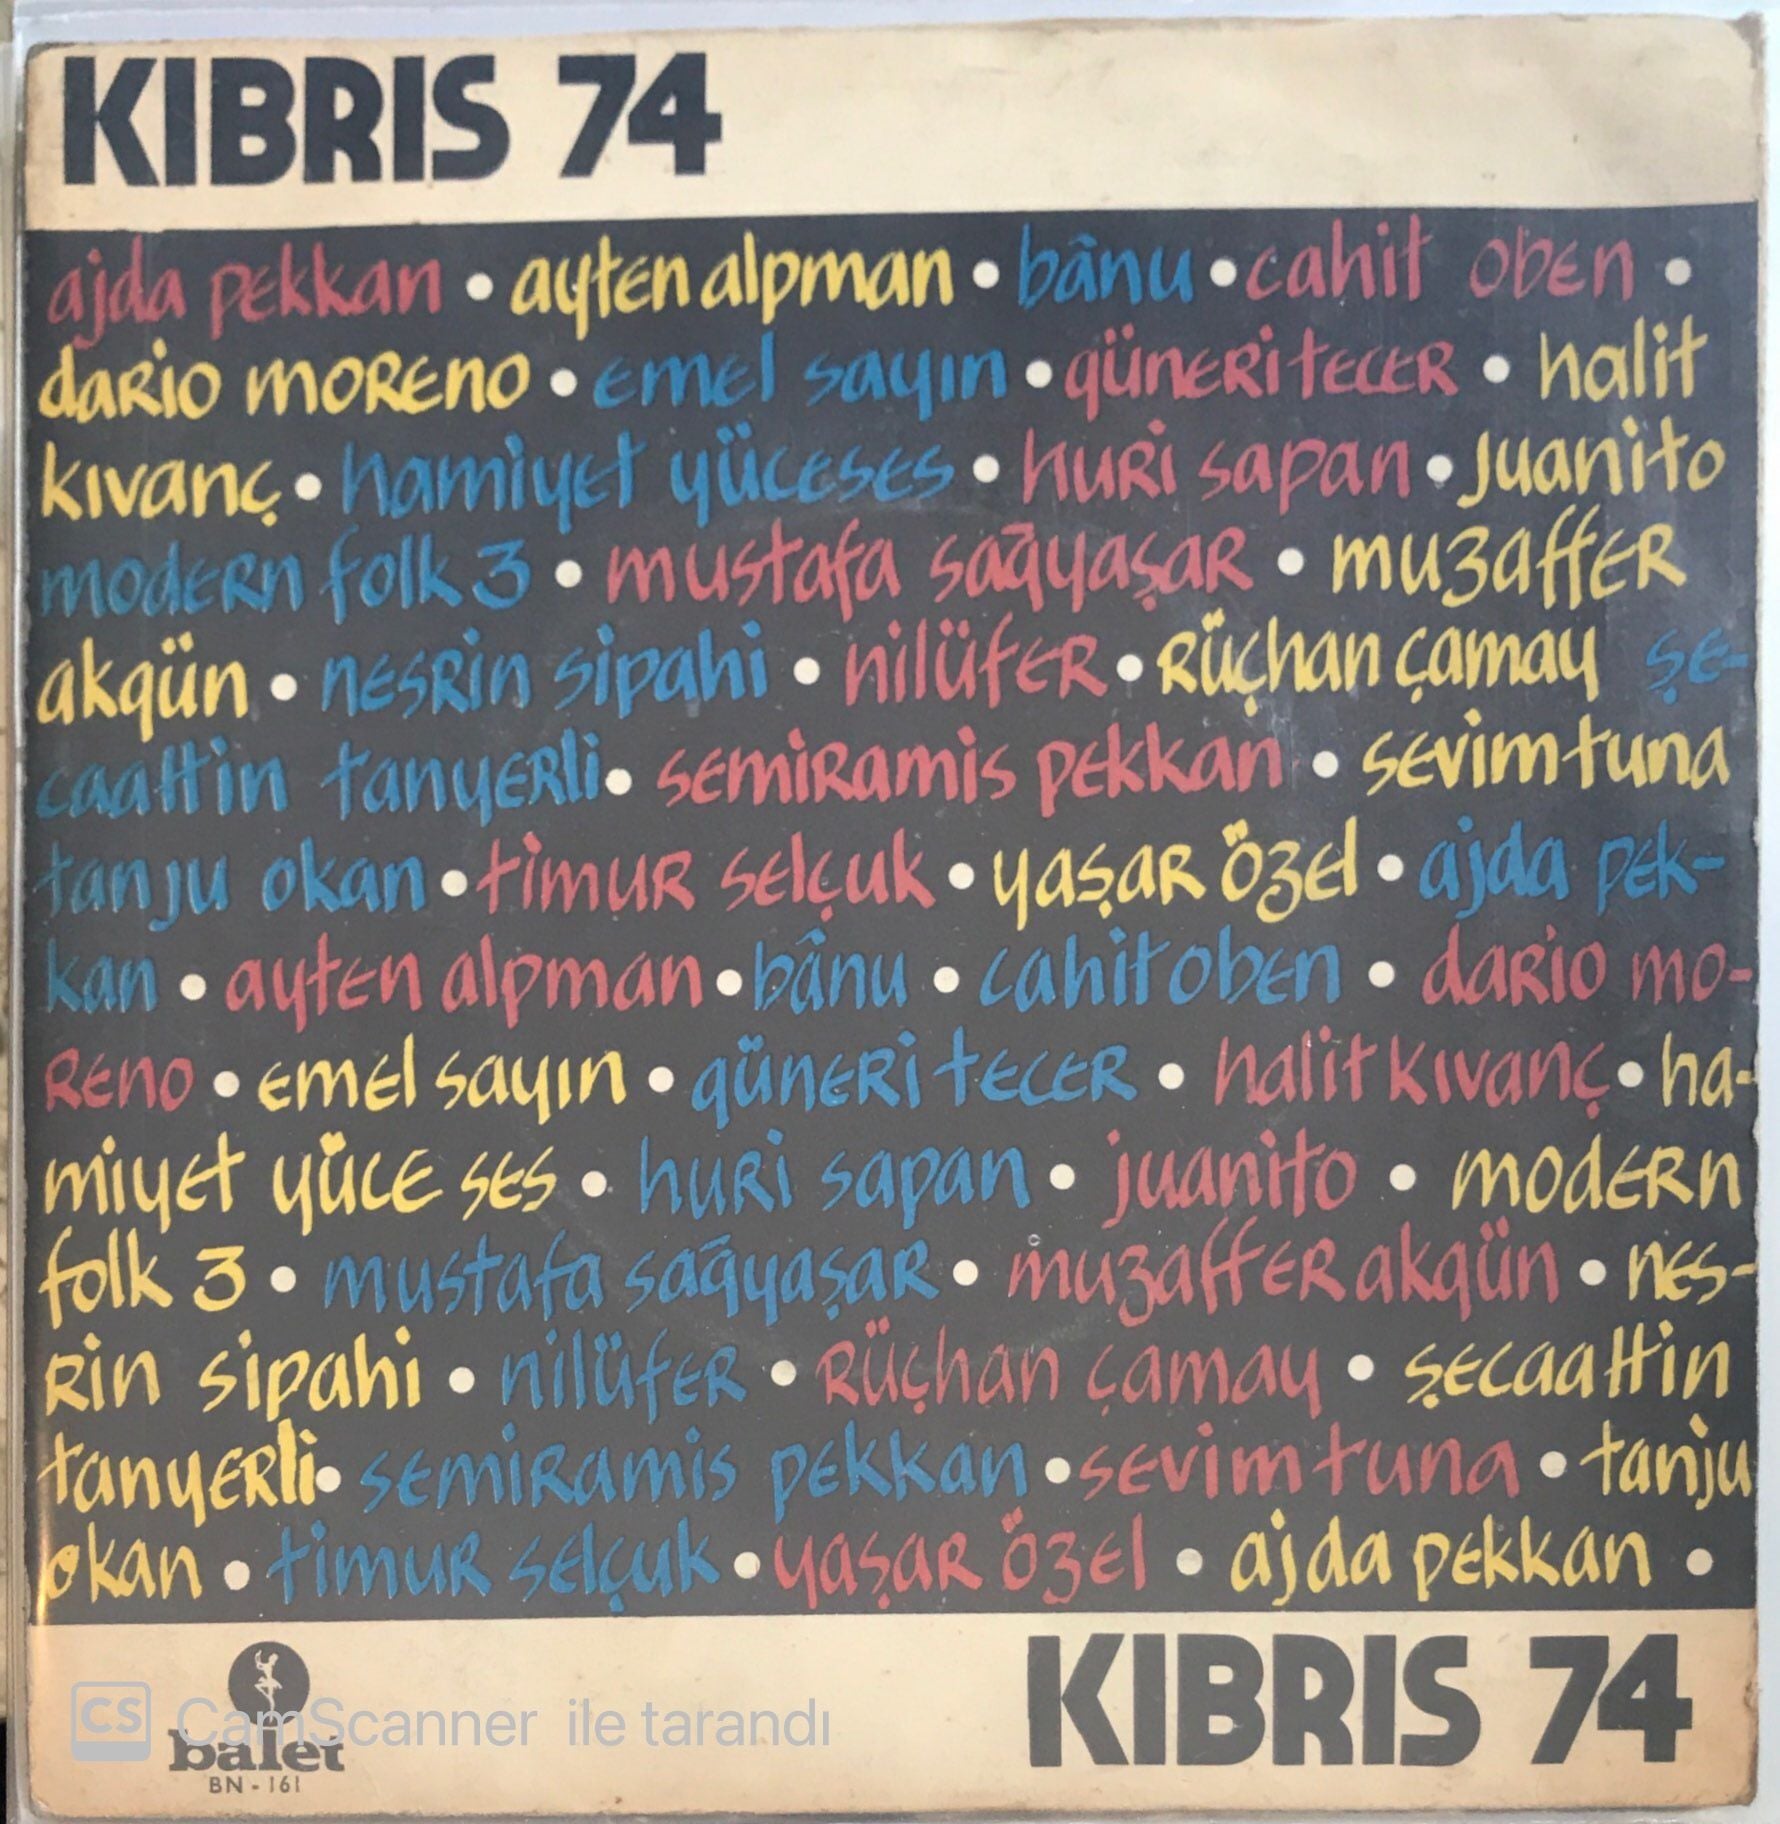 KIBRIS 74
ajda pekkan • ayten alpman • bânu • cahit oben •
dario moreno • emel sayın • güneri tecer • halit
kıvanç • hamiyet yüceses • huri sapan • juanito
modern folk 3 • mustafa sağyaşar • muzaffer
akgün • nesrin sipahi • nilüfer • rüçhan çamay şe-
caattin tanyerli • semiramis pekkan • sevim tuna
tanju okan • timur selçuk • yaşar özel • ajda pek-
kan • ayten alpman • bânu • cahit oben • dario mo-
reno • emel sayın • güneri tecer • halit kıvanç • ha-
miyet yüce ses • huri sapan • juanito • modern
folk 3 • mustafa sağyaşar • muzaffer akgün • nes-
rin sipahi • nilüfer • rüçhan çamay • şecaattin
tanyerli • semiramis pekkan • sevim tuna • tanju
okan • timur selçuk • yaşar özel • ajda pekkan •
KIBRIS 74
CS CamScanner ile tarandı
balet
BN - 161